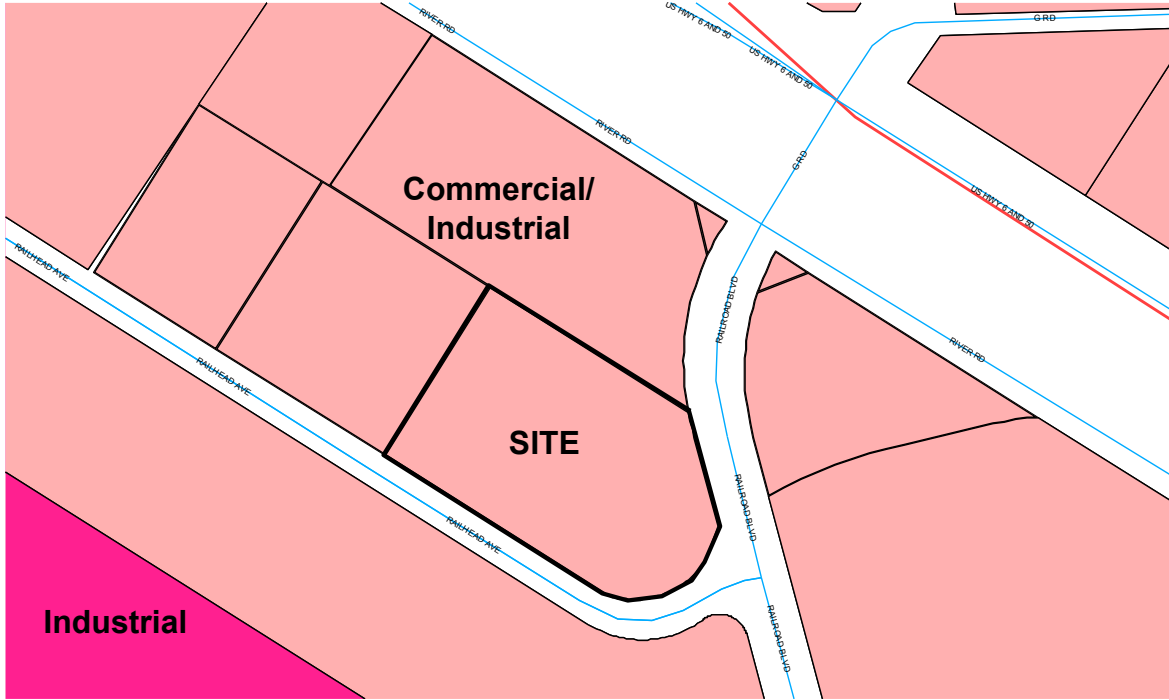 RIVER RD
US HWY 6 AND 50
G RD
US HWY 6 AND 50
RIVER RD
G RD
Commercial/
Industrial
US HWY 6 AND 50
RAILHEAD AVE
RAILROAD BLVD
RIVER RD
RAILHEAD AVE
SITE
RAILROAD BLVD
RAILHEAD AVE
Industrial
RAILROAD BLVD